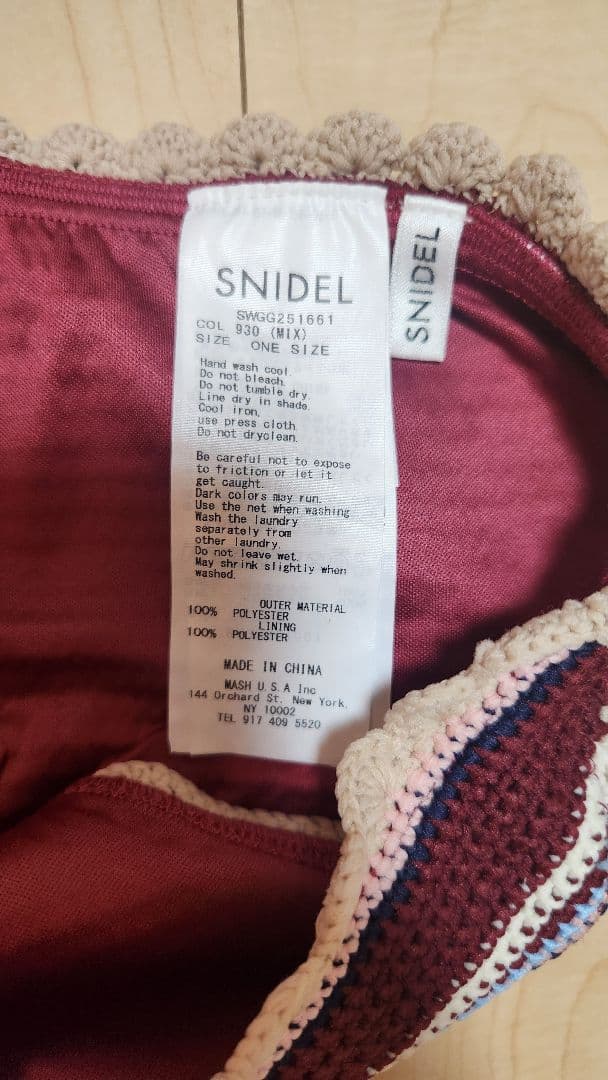 SNIDEL
SWGG251661
COL 930 (MIX)
SIZE ONE SIZE
Hand wash cool.
Do not bleach.
Do not tumble dry.
Line dry in shade.
Cool iron,
use press cloth.
Do not dryclean.
Be careful not to expose
to friction or let it
get caught.
Dark colors may run.
Use the net when washing
Wash the laundry
separately from
other laundry.
Do not leave wet.
May shrink slightly when
washed.
OUTER MATERIAL
100% POLYESTER
LINING
100% POLYESTER
MADE IN CHINA
MASH U.S.A Inc
144 Orchard St. New York,
NY 10002
TEL 917 409 5520
SNIDEL